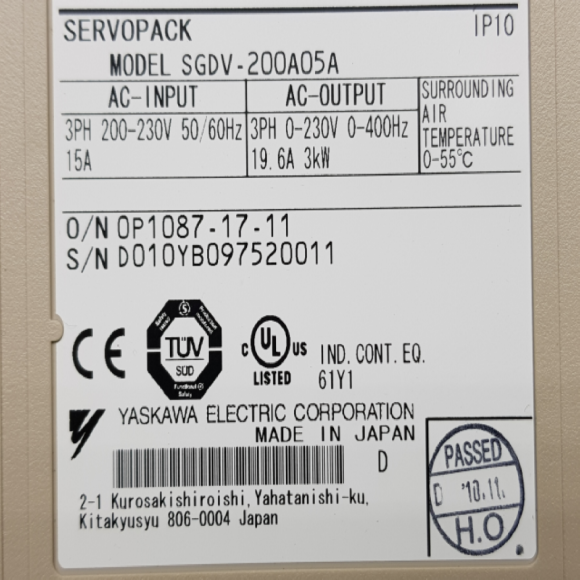 SERVOPACK IP10
MODEL SGDV-200A05A
AC-INPUT AC-OUTPUT SURROUNDING
AIR
TEMPERATURE
0-55°C
3PH 200-230V 50/60Hz 3PH 0-230V 0-400Hz
15A 19.6A 3kW
O/N OP1087-17-11
S/N D010YB097520011
CE
TÜV
SÜD
Functional
Safety
C UL US
LISTED
IND. CONT. EQ.
61Y1
YASKAWA ELECTRIC CORPORATION
MADE IN JAPAN
D
2-1 Kurosakishiroishi, Yahatanishi-ku,
Kitakyusyu 806-0004 Japan
PASSED
D '10.11.
H.O.